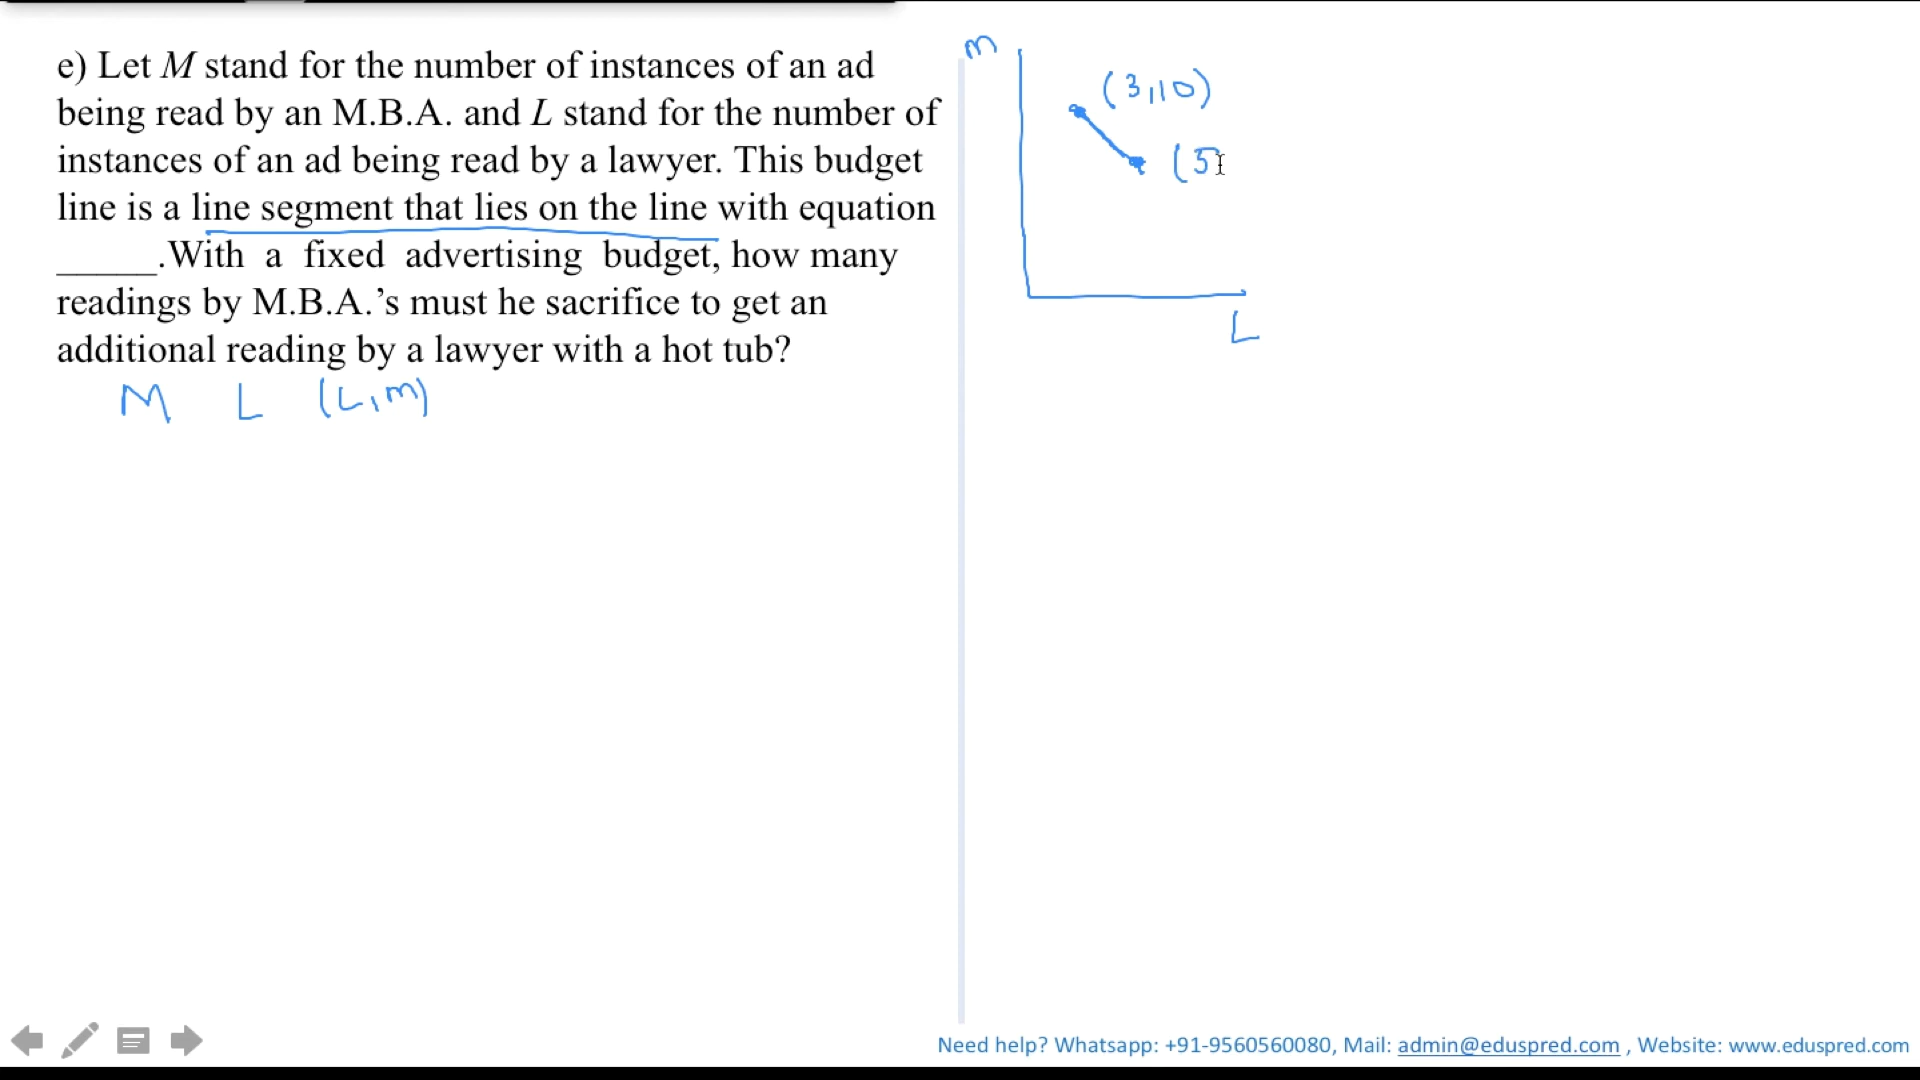 e) Let M stand for the number of instances of an ad
being read by an M.B.A. and L stand for the number of
instances of an ad being read by a lawyer. This budget
line is a line segment that lies on the line with equation
_____.With a fixed advertising budget, how many
readings by M.B.A.’s must he sacrifice to get an
additional reading by a lawyer with a hot tub?
M L (L,M)
m
(3,10)
(5,
L
Need help? Whatsapp: +91-9560560080, Mail: admin@eduspred.com , Website: www.eduspred.com